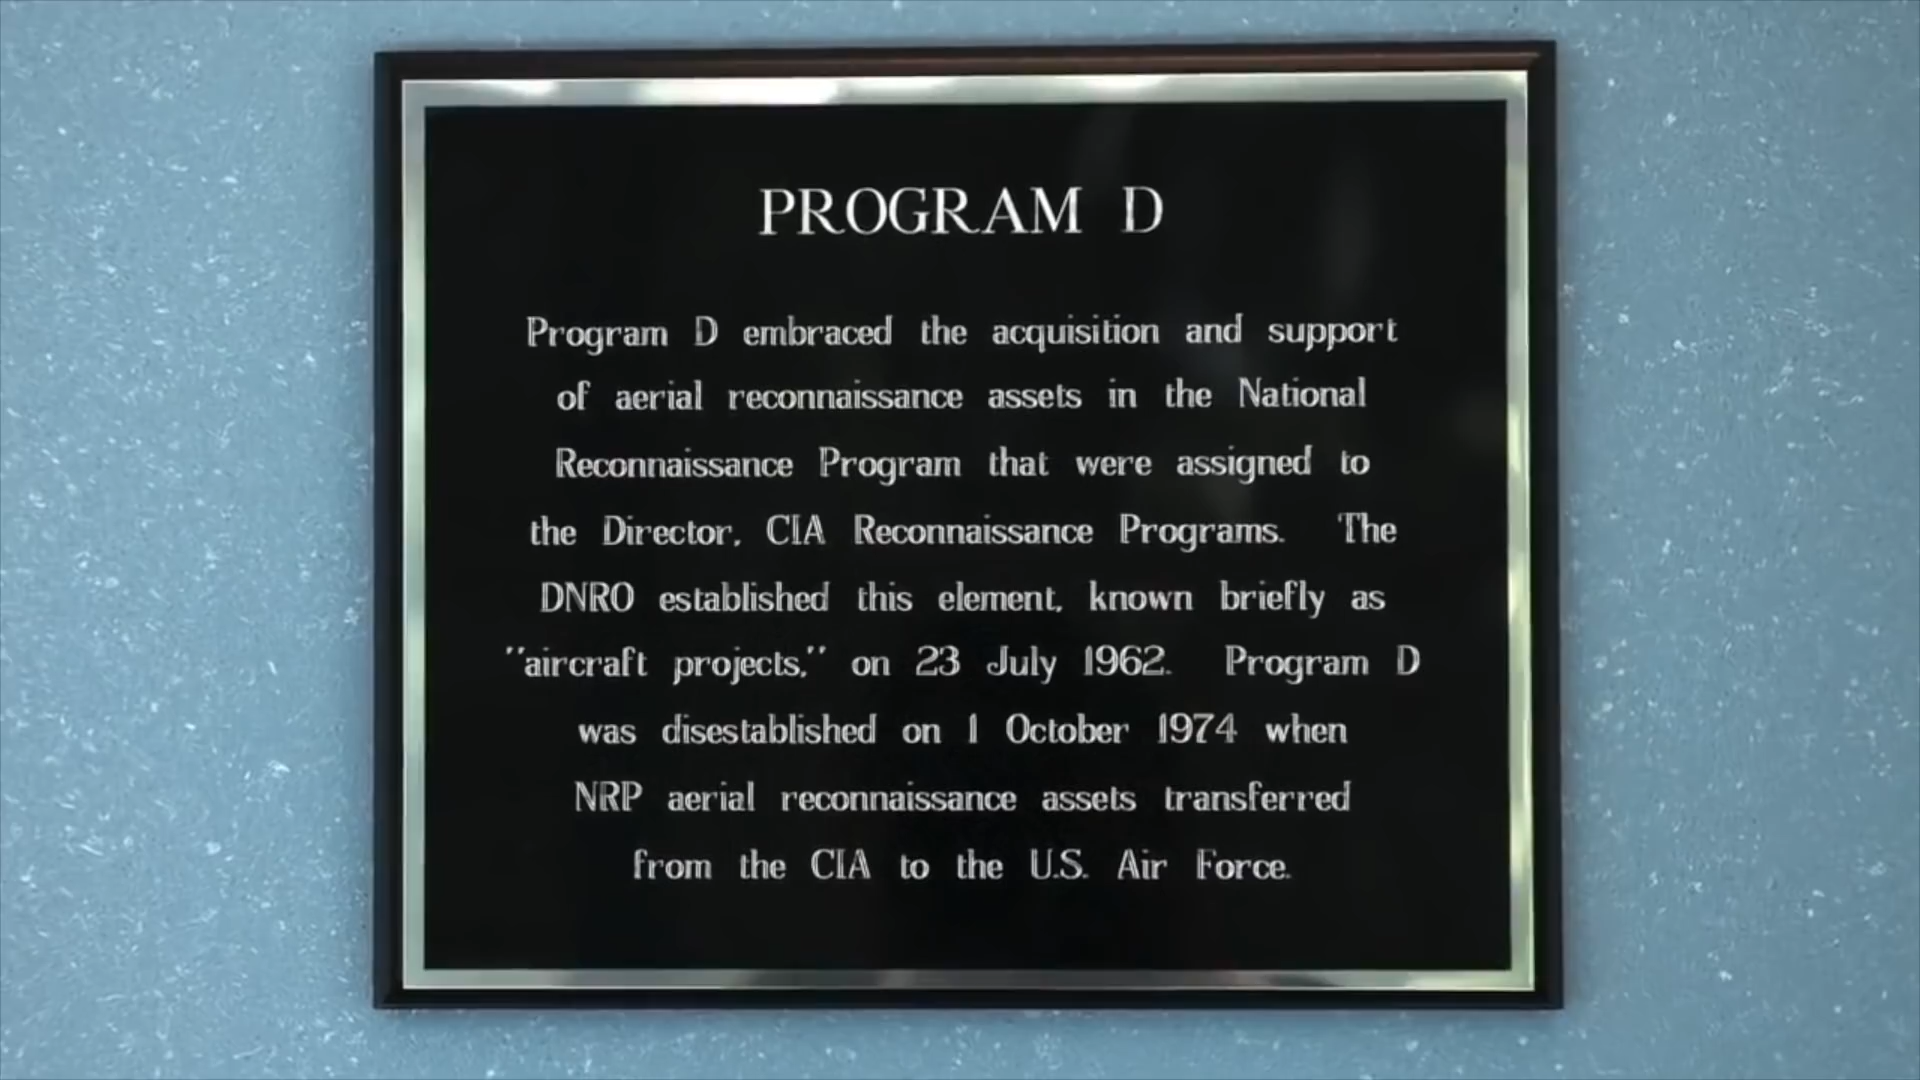 PROGRAM D
Program D embraced the acquisition and support
of aerial reconnaissance assets in the National
Reconnaissance Program that were assigned to
the Director, CIA Reconnaissance Programs. The
DNRO established this element, known briefly as
"aircraft projects," on 23 July 1962. Program D
was disestablished on 1 October 1974 when
NRP aerial reconnaissance assets transferred
from the CIA to the U.S. Air Force.